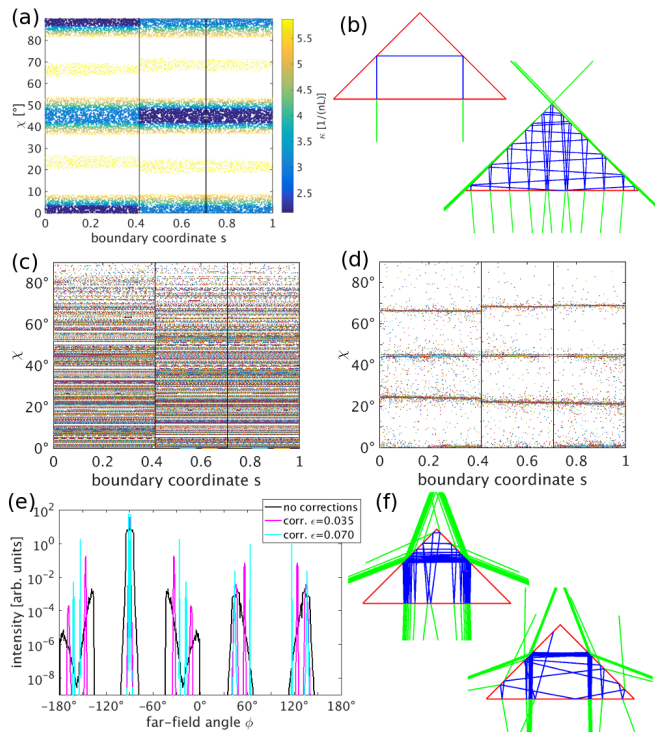 (a)
90
80
70
60
50
40
30
20
10
0
χ [°]
0 0.2 0.4 0.6 0.8 1
boundary coordinate s
5.5
5
4.5
4
3.5
3
2.5
κ [1/(nL)]
(b)
(c)
80°
60°
40°
20°
0°
χ
0 0.2 0.4 0.6 0.8 1
boundary coordinate s
(d)
80°
60°
40°
20°
0°
χ
0 0.2 0.4 0.6 0.8 1
boundary coordinate s
(e)
10^2
10^0
10^-2
10^-4
10^-6
10^-8
intensity [arb. units]
no corrections
corr. ϵ=0.035
corr. ϵ=0.070
-180° -120° -60° 0° 60° 120° 180°
far-field angle ϕ
(f)